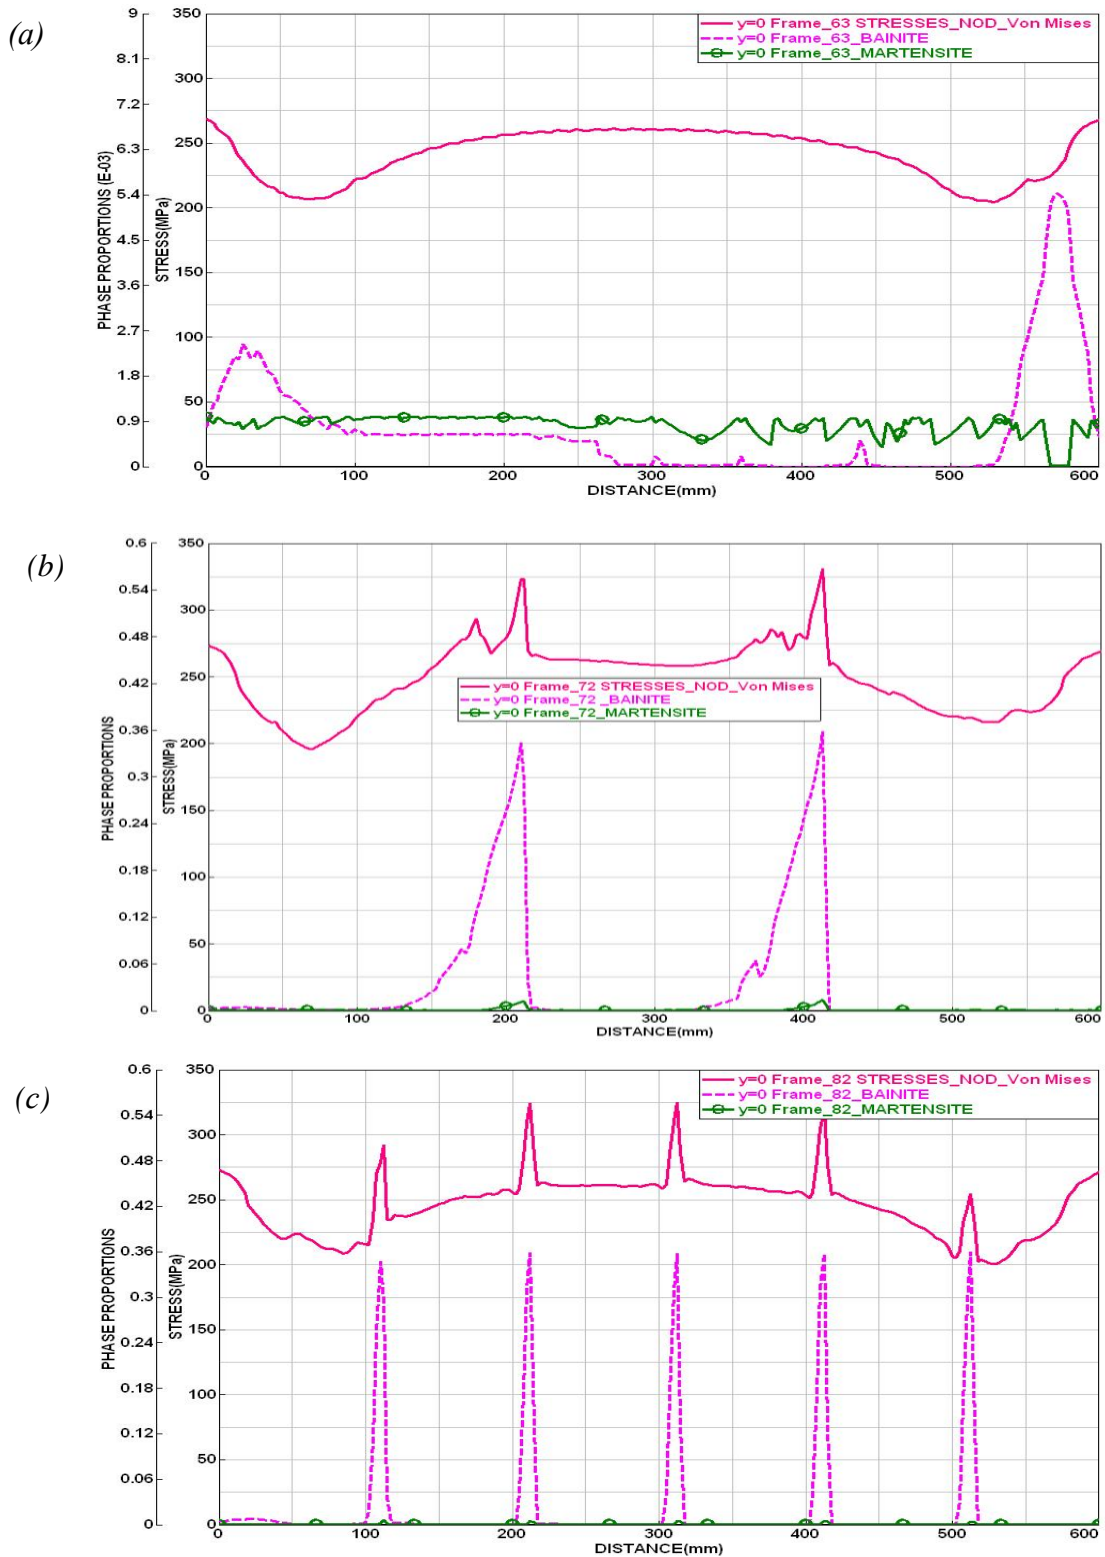 (a)
9
8.1
7.2
6.3
5.4
4.5
3.6
2.7
1.8
0.9
0
PHASE PROPORTIONS (E-03)
350
300
250
200
150
100
50
0
STRESS(MPa)
y=0 Frame_63 STRESSES_NOD_Von Mises
y=0 Frame_63_BAINITE
y=0 Frame_63_MARTENSITE
0 100 200 300 400 500 600
DISTANCE(mm)
(b)
0.6
0.54
0.48
0.42
0.36
0.3
0.24
0.18
0.12
0.06
0
PHASE PROPORTIONS
350
300
250
200
150
100
50
0
STRESS(MPa)
y=0 Frame_72 STRESSES_NOD_Von Mises
y=0 Frame_72 _BAINITE
y=0 Frame_72_MARTENSITE
0 100 200 300 400 500 600
DISTANCE(mm)
(c)
0.6
0.54
0.48
0.42
0.36
0.3
0.24
0.18
0.12
0.06
0
PHASE PROPORTIONS
350
300
250
200
150
100
50
0
STRESS(MPa)
y=0 Frame_82 STRESSES_NOD_Von Mises
y=0 Frame_82_BAINITE
y=0 Frame_82_MARTENSITE
0 100 200 300 400 500 600
DISTANCE(mm)